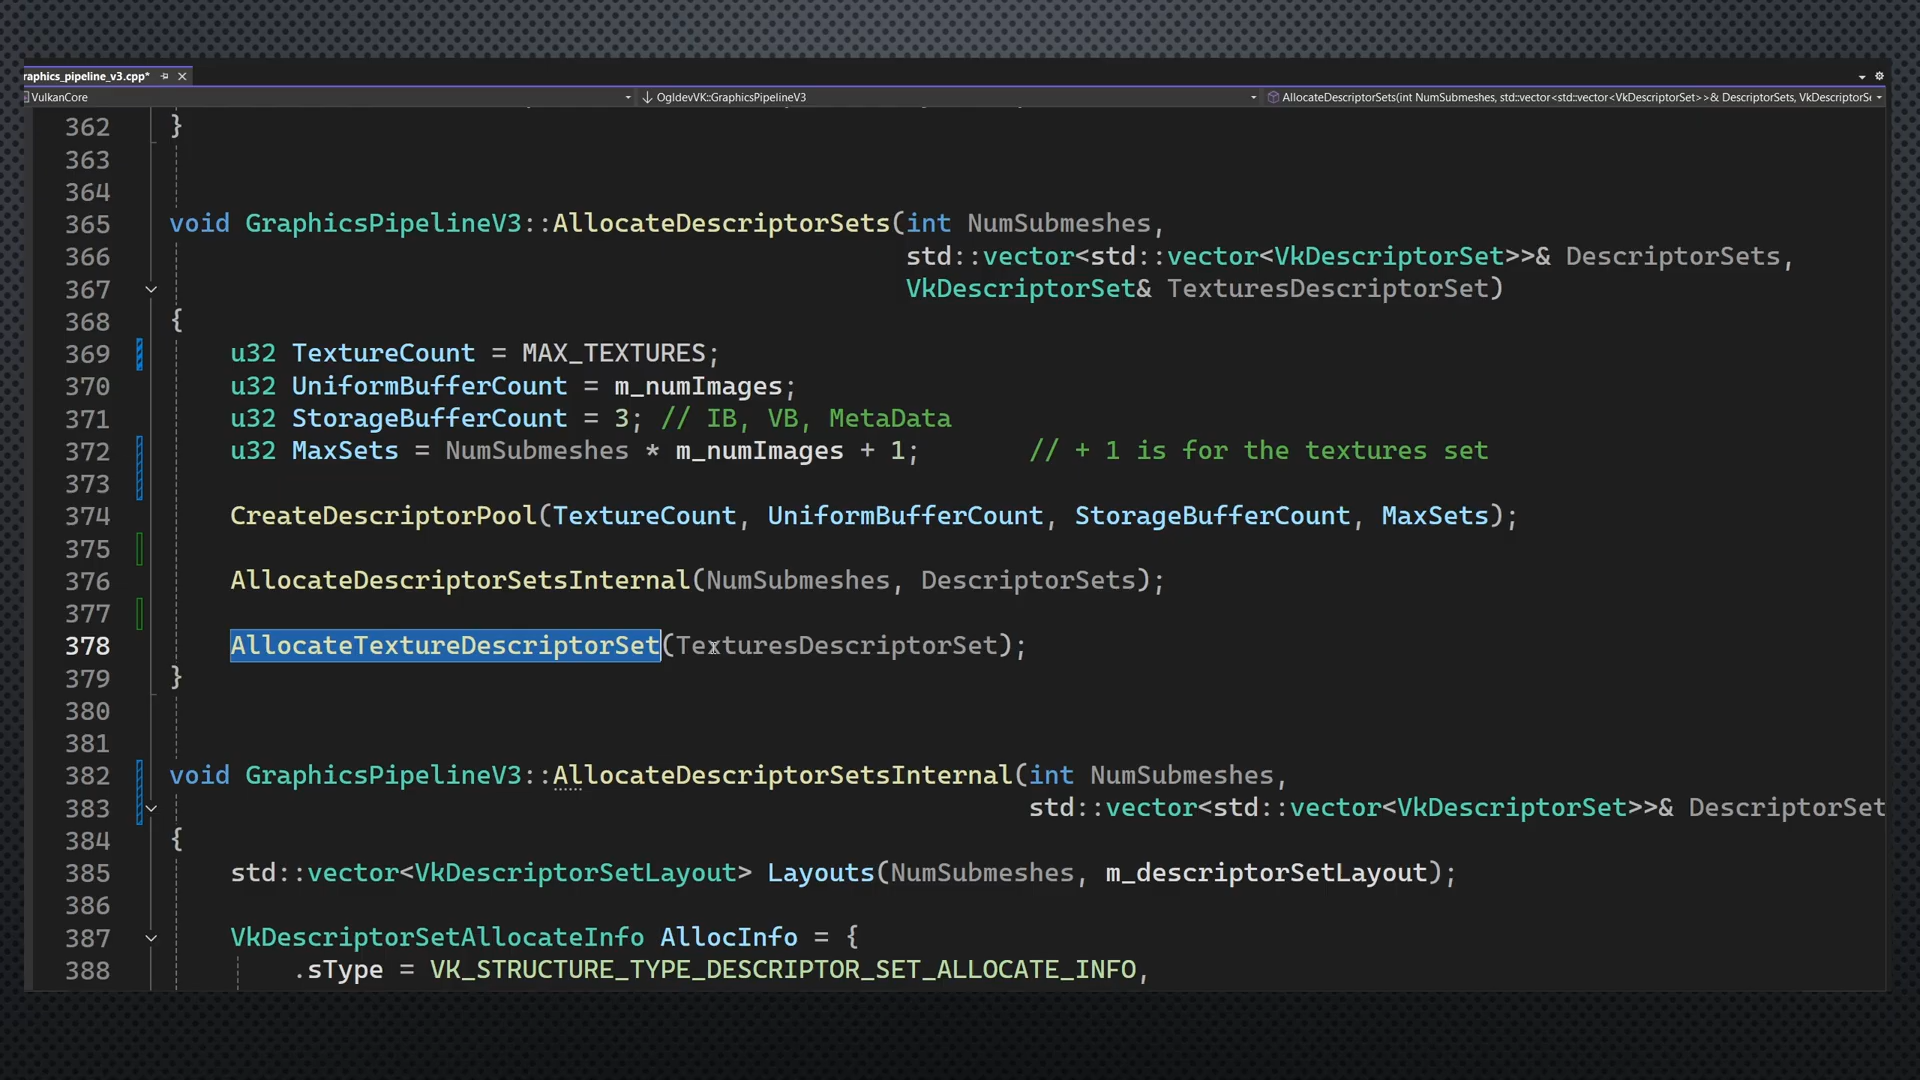 raphics_pipeline_v3.cpp*
VulkanCore OgldevVK::GraphicsPipelineV3 AllocateDescriptorSets(int NumSubmeshes, std::vector<std::vector<VkDescriptorSet>>& DescriptorSets, VkDescriptorSe
362 }
363
364
365 void GraphicsPipelineV3::AllocateDescriptorSets(int NumSubmeshes,
366 std::vector<std::vector<VkDescriptorSet>>& DescriptorSets,
367 VkDescriptorSet& TexturesDescriptorSet)
368 {
369 u32 TextureCount = MAX_TEXTURES;
370 u32 UniformBufferCount = m_numImages;
371 u32 StorageBufferCount = 3; // IB, VB, MetaData
372 u32 MaxSets = NumSubmeshes * m_numImages + 1; // + 1 is for the textures set
373
374 CreateDescriptorPool(TextureCount, UniformBufferCount, StorageBufferCount, MaxSets);
375
376 AllocateDescriptorSetsInternal(NumSubmeshes, DescriptorSets);
377
378 AllocateTextureDescriptorSet(TexturesDescriptorSet);
379 }
380
381
382 void GraphicsPipelineV3::AllocateDescriptorSetsInternal(int NumSubmeshes,
383 std::vector<std::vector<VkDescriptorSet>>& DescriptorSet
384 {
385 std::vector<VkDescriptorSetLayout> Layouts(NumSubmeshes, m_descriptorSetLayout);
386
387 VkDescriptorSetAllocateInfo AllocInfo = {
388 .sType = VK_STRUCTURE_TYPE_DESCRIPTOR_SET_ALLOCATE_INFO,